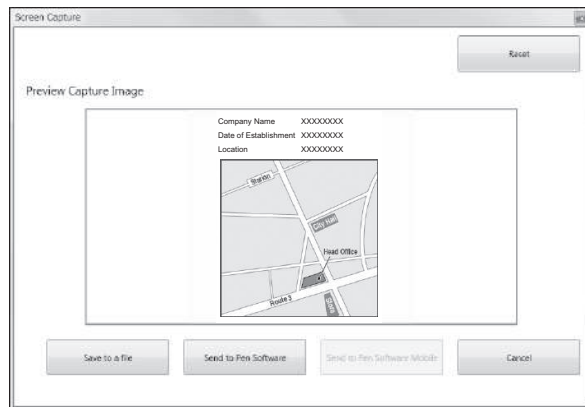 Screen Capture
Reset
Preview Capture Image
Company Name XXXXXXXX
Date of Establishment XXXXXXXX
Location XXXXXXXX
Station
City Hall
Head Office
Route 3
Save to a file
Send to Pen Software
Send to Pen Software Mobile
Cancel